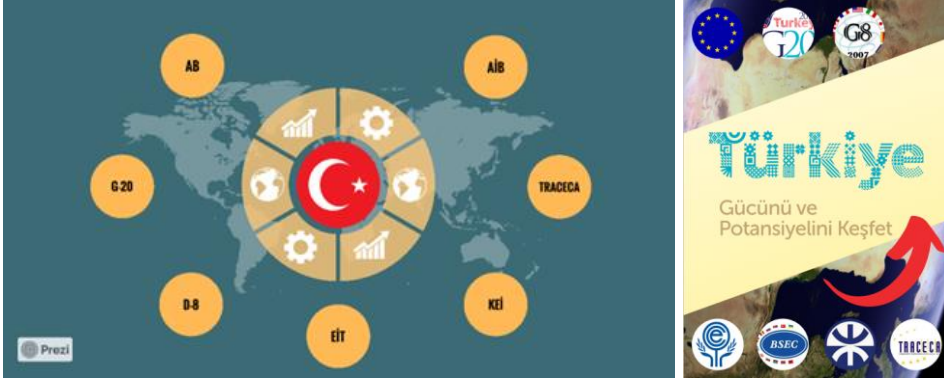 AB
AİB
G-20
TRACECA
D-8
KEİ
EİT
Prezi
Turkey
G20
G8
2007
Türkiye
Gücünü ve
Potansiyelini Keşfet
BSEC
TRACECA